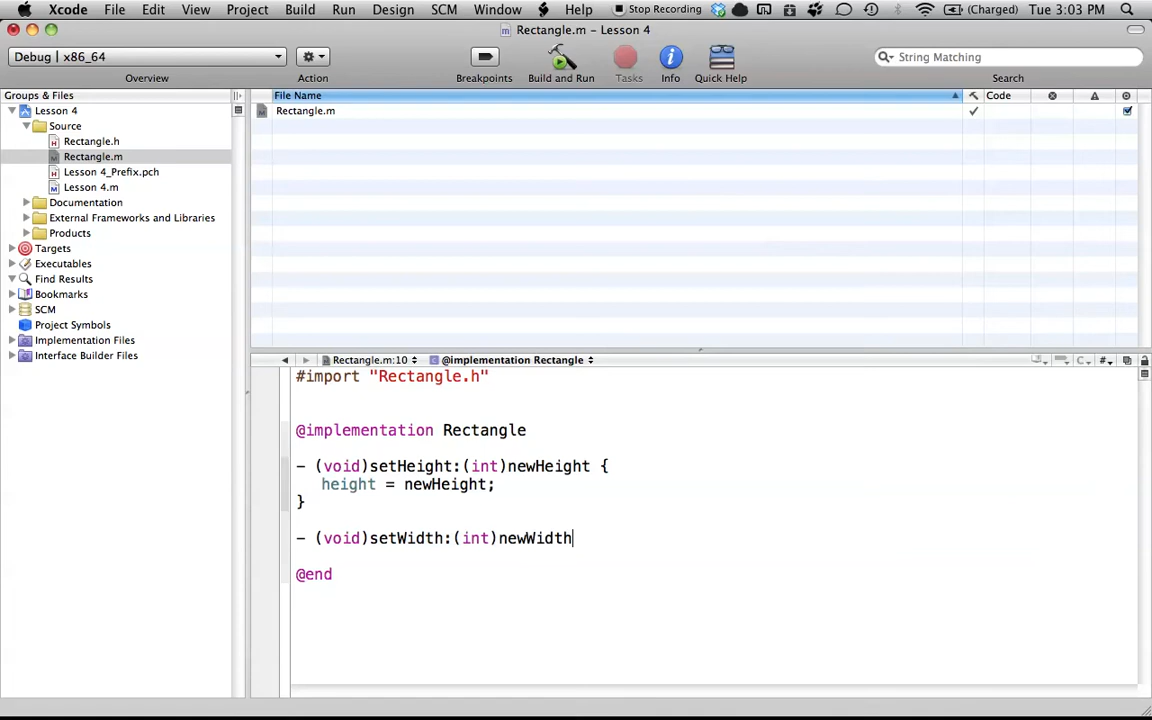 Xcode File Edit View Project Build Run Design SCM Window Help Stop Recording (Charged) Tue 3:03 PM
Rectangle.m – Lesson 4
Debug | x86_64
String Matching
Overview Action Breakpoints Build and Run Tasks Info Quick Help Search
Groups & Files File Name Code
Lesson 4
Rectangle.m
Source
Rectangle.h
Rectangle.m
Lesson 4_Prefix.pch
Lesson 4.m
Documentation
External Frameworks and Libraries
Products
Targets
Executables
Find Results
Bookmarks
SCM
Project Symbols
Implementation Files
Interface Builder Files
Rectangle.m:10 @implementation Rectangle
#import "Rectangle.h"
@implementation Rectangle
- (void)setHeight:(int)newHeight {
height = newHeight;
}
- (void)setWidth:(int)newWidth
@end